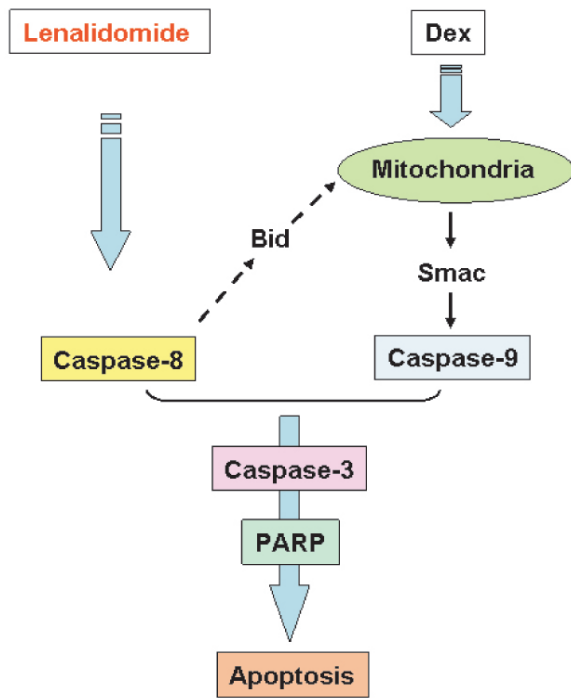 Lenalidomide
Dex
Mitochondria
Bid
Smac
Caspase-8
Caspase-9
Caspase-3
PARP
Apoptosis